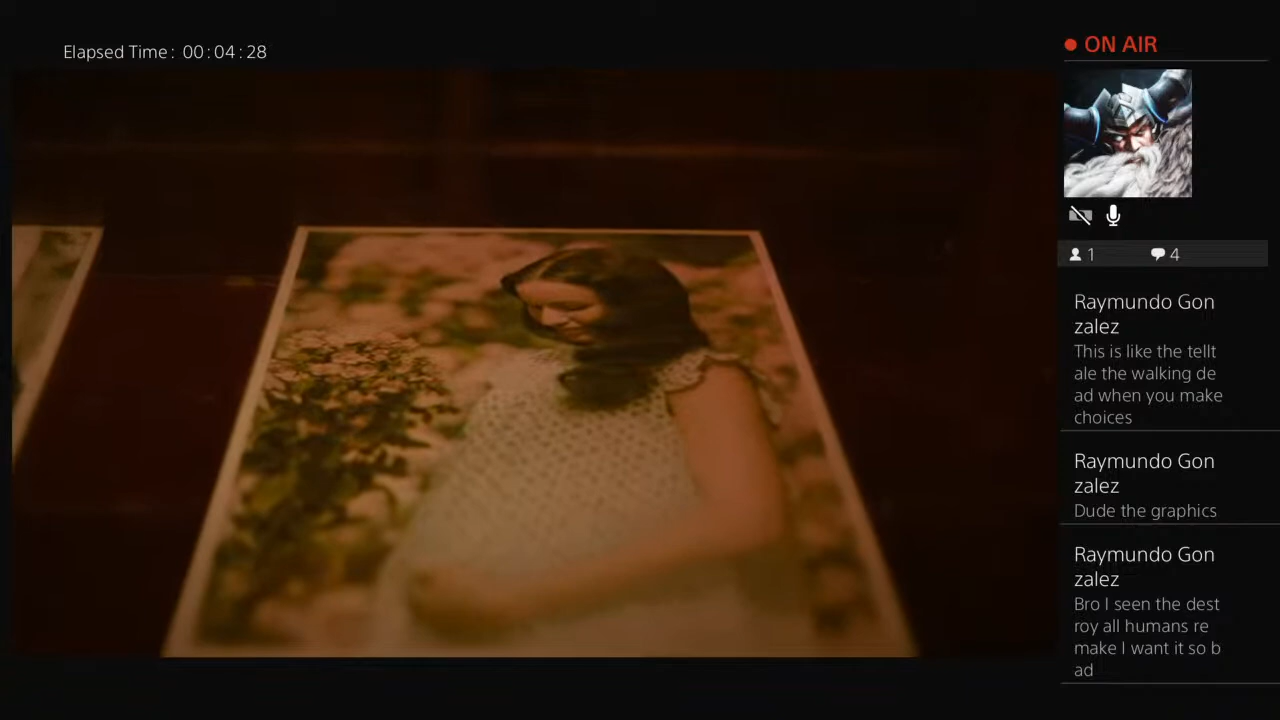 Elapsed Time: 00:04:28
ON AIR
1 4
Raymundo Gon
zalez
This is like the tellt
ale the walking de
ad when you make
choices
Raymundo Gon
zalez
Dude the graphics
Raymundo Gon
zalez
Bro I seen the dest
roy all humans re
make I want it so b
ad